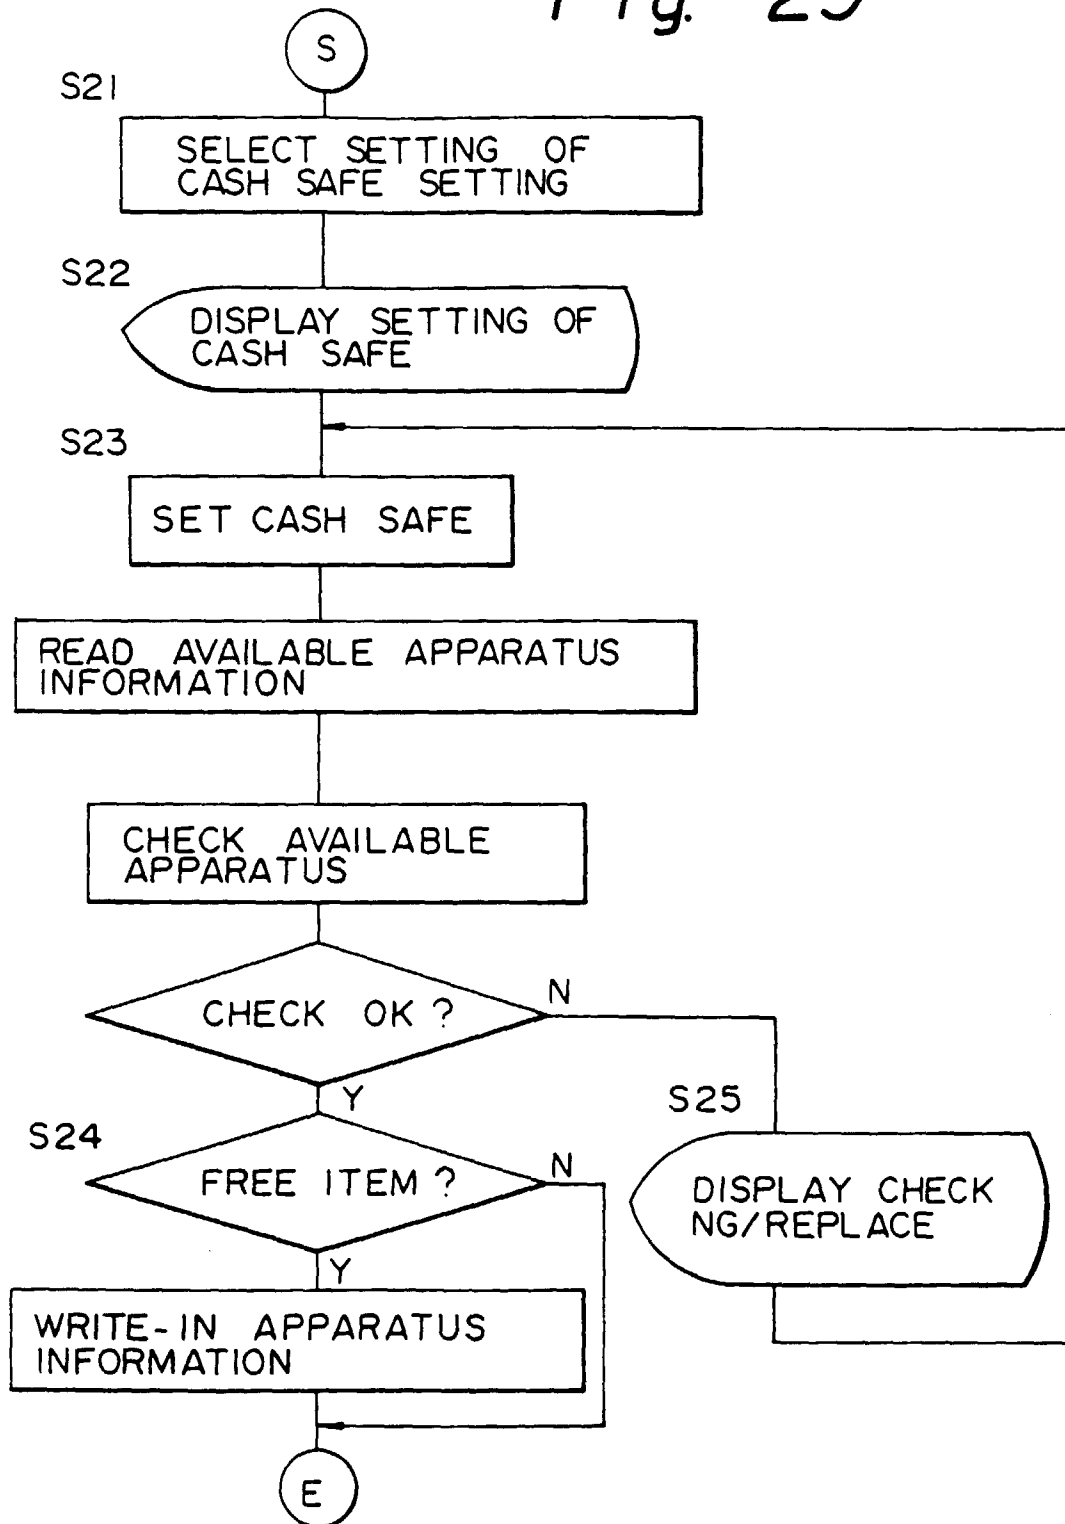 Fig. 29
S
S21
SELECT SETTING OF
CASH SAFE SETTING
S22
DISPLAY SETTING OF
CASH SAFE
S23
SET CASH SAFE
READ AVAILABLE APPARATUS
INFORMATION
CHECK AVAILABLE
APPARATUS
CHECK OK?
N
Y
S25
S24
FREE ITEM?
N
DISPLAY CHECK
NG/REPLACE
Y
WRITE-IN APPARATUS
INFORMATION
E